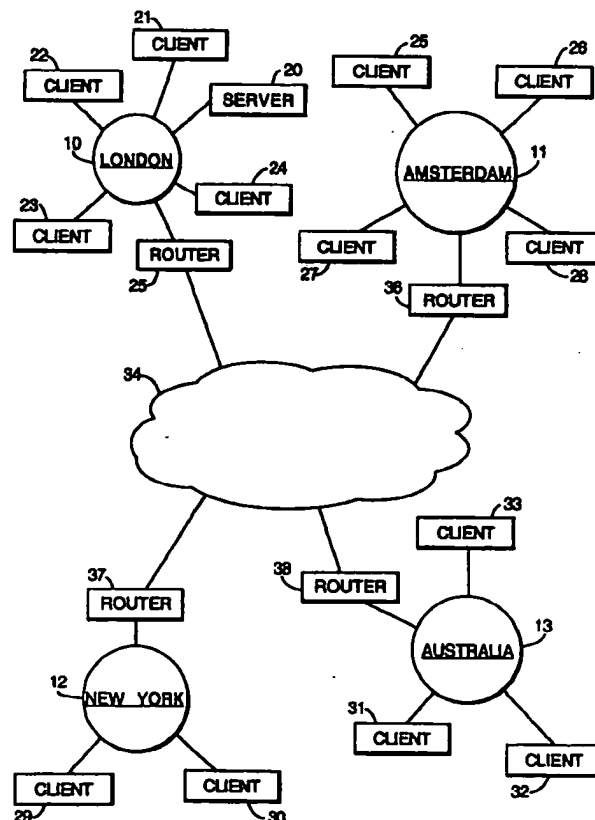 21
22
CLIENT
25
26
20
CLIENT
CLIENT
CLIENT
SERVER
10
LONDON
24
AMSTERDAM
11
23
CLIENT
CLIENT
ROUTER
CLIENT
CLIENT
25
27
36
ROUTER
28
34
33
CLIENT
37
38
ROUTER
ROUTER
13
AUSTRALIA
12
NEW YORK
31
CLIENT
CLIENT
CLIENT
CLIENT
32
29
30